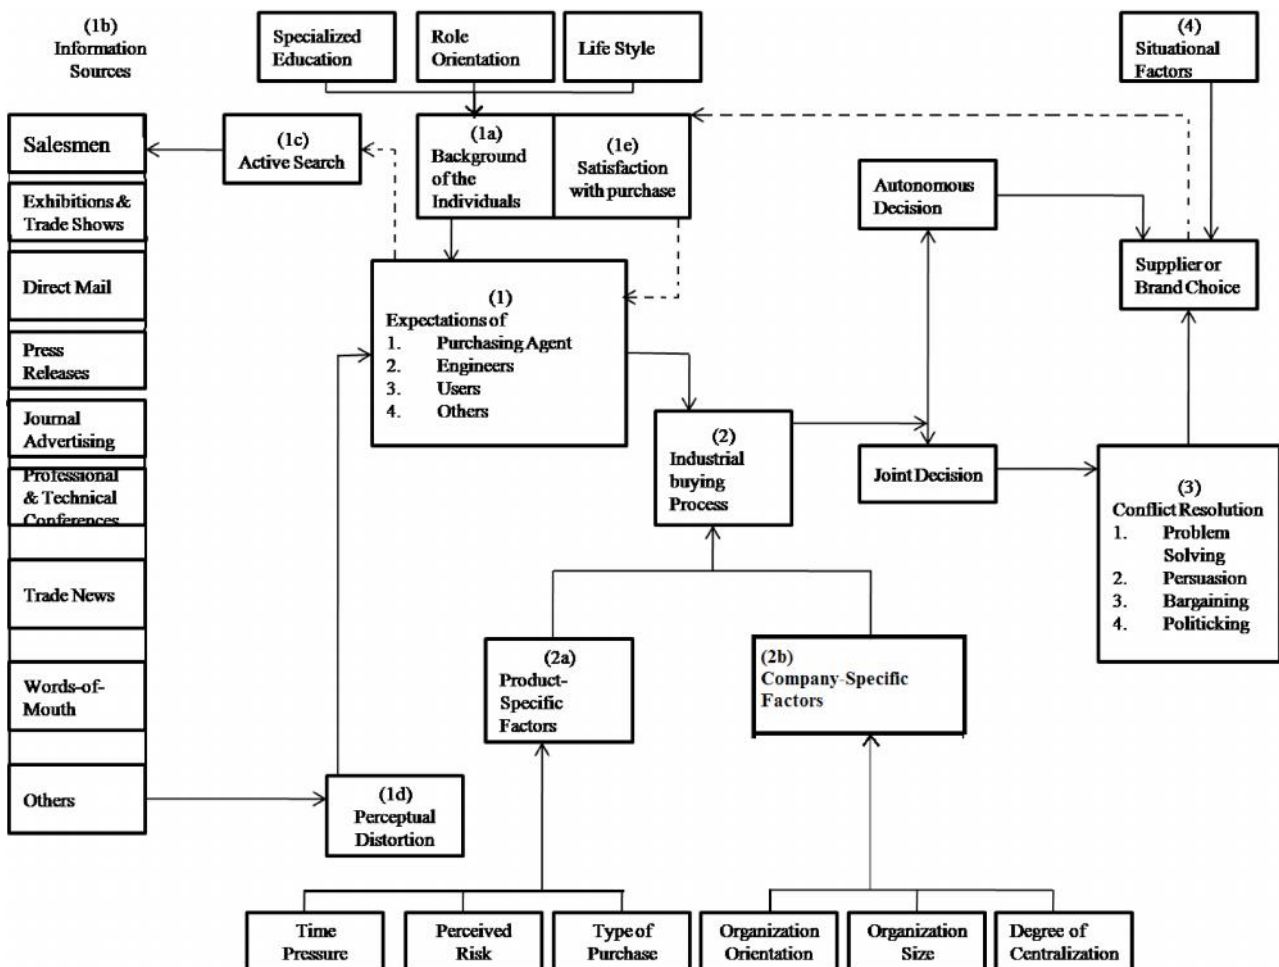 (1b)
Information
Sources
Specialized
Education
Role
Orientation
Life Style
(4)
Situational
Factors
Salesmen
(1c)
Active Search
(1a)
Background
of the
Individuals
(1e)
Satisfaction
with purchase
Autonomous
Decision
Exhibitions &
Trade Shows
Direct Mail
Press
Releases
Journal
Advertising
Professional
& Technical
Conferences
Trade News
Words-of-
Mouth
Others
(1)
Expectations of
1. Purchasing Agent
2. Engineers
3. Users
4. Others
Supplier or
Brand Choice
(2)
Industrial
buying
Process
Joint Decision
(3)
Conflict Resolution
1. Problem
Solving
2. Persuasion
3. Bargaining
4. Politicking
(2a)
Product-
Specific
Factors
(2b)
Company-Specific
Factors
(1d)
Perceptual
Distortion
Time
Pressure
Perceived
Risk
Type of
Purchase
Organization
Orientation
Organization
Size
Degree of
Centralization